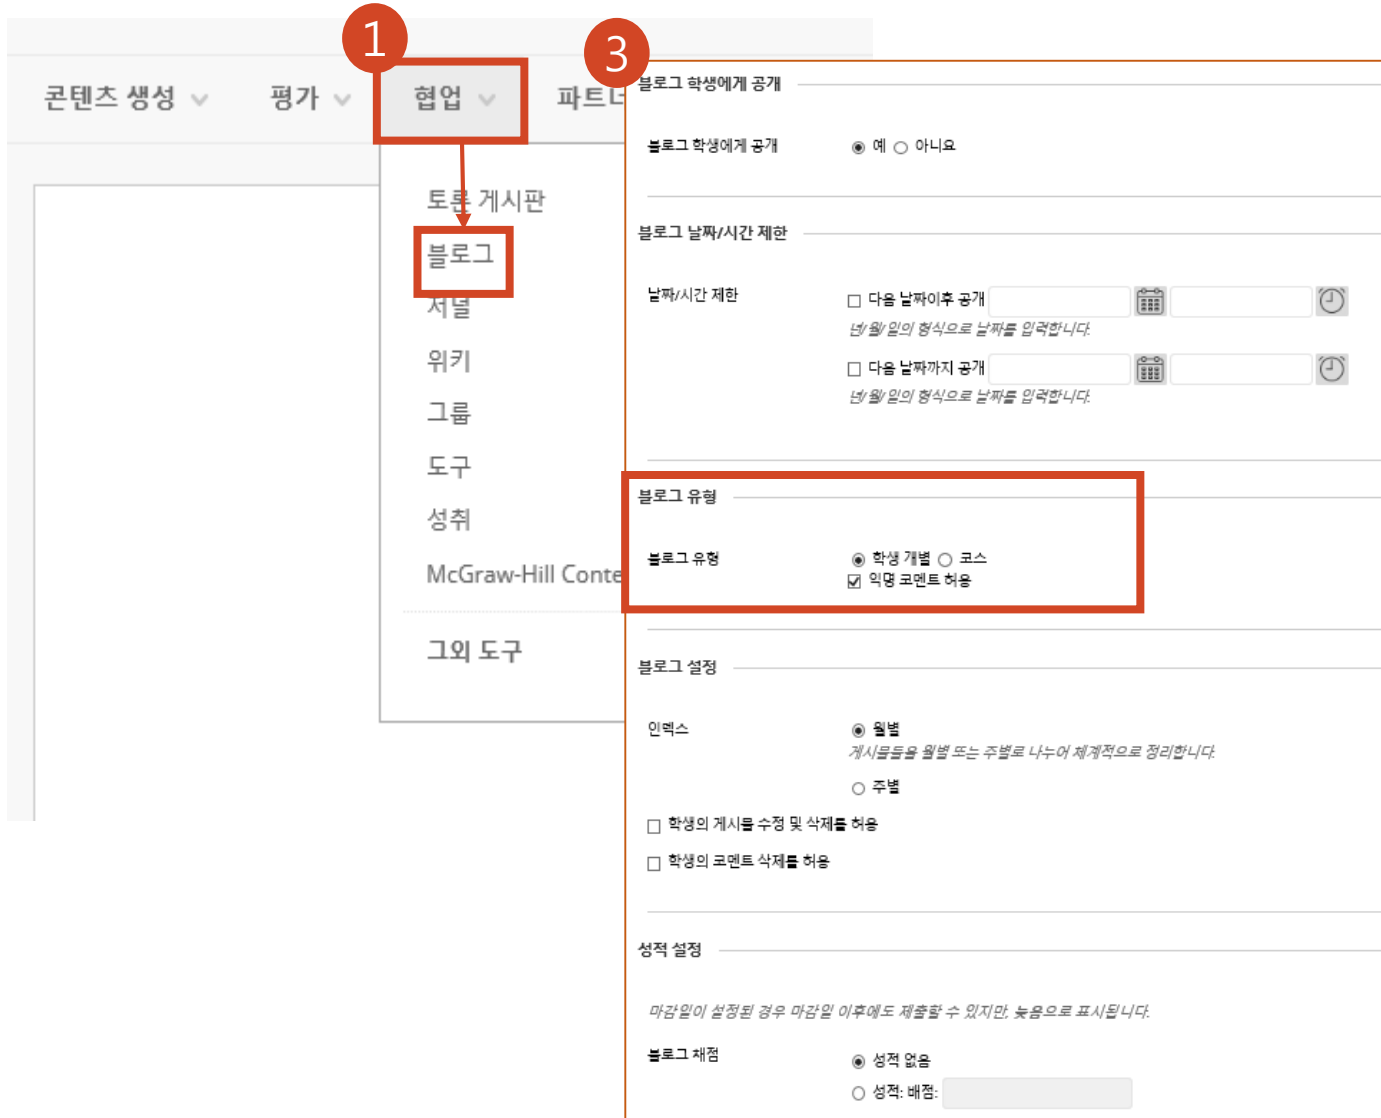 1
콘텐츠 생성
평가
협업
파트너
토론 게시판
블로그
저널
위키
그룹
도구
성취
McGraw-Hill Conte
그외 도구
3
블로그 학생에게 공개
블로그 학생에게 공개
예 아니요
블로그 날짜/시간 제한
날짜/시간 제한
다음 날짜이후 공개
년/월/일의 형식으로 날짜를 입력합니다.
다음 날짜까지 공개
년/월/일의 형식으로 날짜를 입력합니다.
블로그 유형
블로그 유형
학생 개별 코스
익명 코멘트 허용
블로그 설정
인덱스
월별
게시물들을 월별 또는 주별로 나누어 체계적으로 정리합니다.
주별
학생의 게시물 수정 및 삭제를 허용
학생의 코멘트 삭제를 허용
성적 설정
마감일이 설정된 경우 마감일 이후에도 제출할 수 있지만, 늦음으로 표시됩니다.
블로그 채점
성적 없음
성적: 배점: